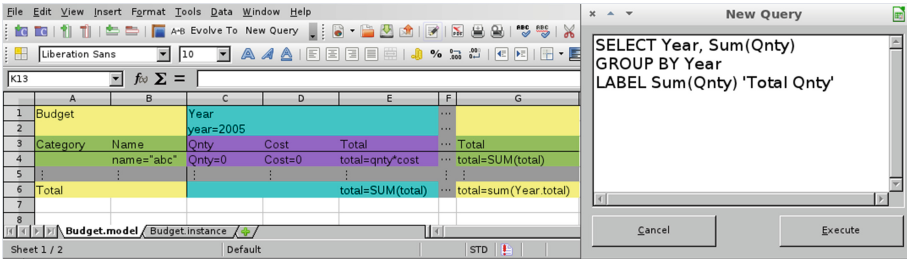 File Edit View Insert Format Tools Data Window Help
New Query
A→B Evolve To New Query
ABC ABC
Liberation Sans 10 A A A % .000
K13 f(x) Σ =
A B C D E F G
1 Budget Year ...
2 year=2005 ...
3 Category Name Qnty Cost Total ... Total
4 name="abc" Qnty=0 Cost=0 total=qnty*cost ... total=SUM(total)
5 ⋮ ⋮ ⋮ ⋮ ⋮ ⋮
6 Total total=SUM(total) ... total=sum(Year.total)
7
8
Budget.model Budget.instance
Sheet 1 / 2 Default STD
SELECT Year, Sum(Qnty)
GROUP BY Year
LABEL Sum(Qnty) 'Total Qnty'
Cancel Execute